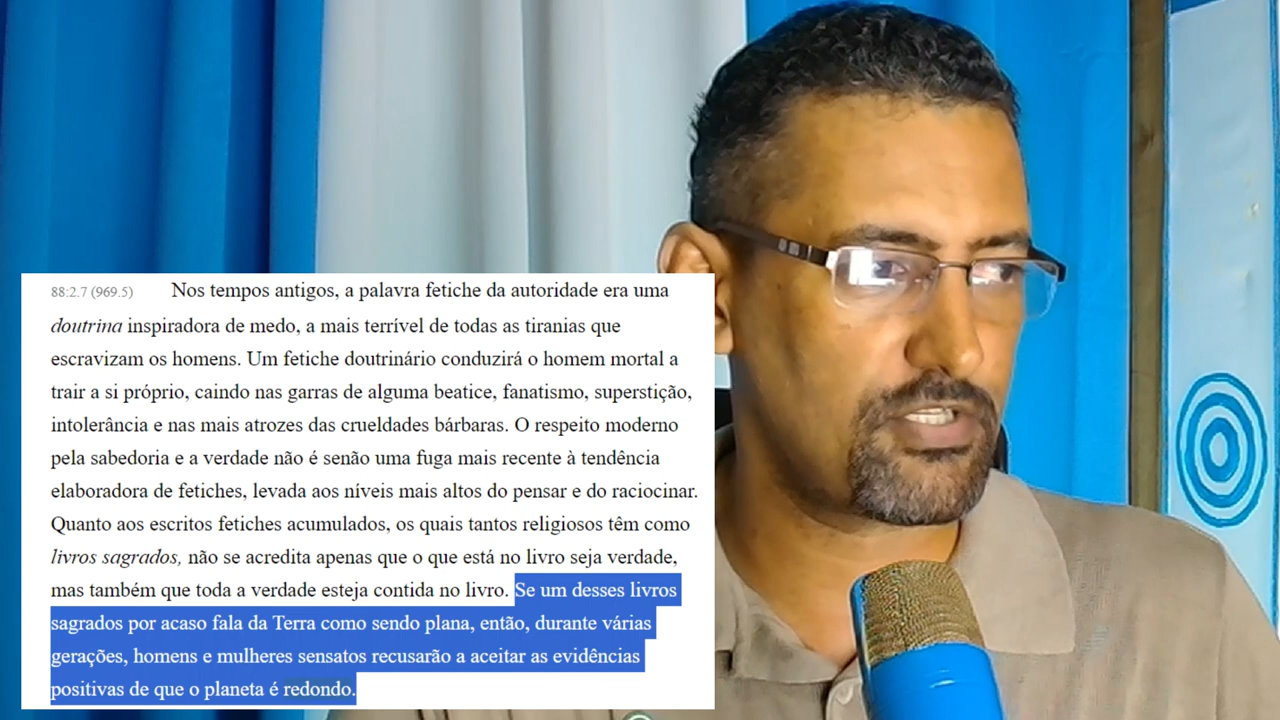 88:2.7 (969.5) Nos tempos antigos, a palavra fetiche da autoridade era uma
doutrina inspiradora de medo, a mais terrível de todas as tiranias que
escravizam os homens. Um fetiche doutrinário conduzirá o homem mortal a
trair a si próprio, caindo nas garras de alguma beatice, fanatismo, superstição,
intolerância e nas mais atrozes das crueldades bárbaras. O respeito moderno
pela sabedoria e a verdade não é senão uma fuga mais recente à tendência
elaboradora de fetiches, levada aos níveis mais altos do pensar e do raciocinar.
Quanto aos escritos fetiches acumulados, os quais tantos religiosos têm como
livros sagrados, não se acredita apenas que o que está no livro seja verdade,
mas também que toda a verdade esteja contida no livro. Se um desses livros
sagrados por acaso fala da Terra como sendo plana, então, durante várias
gerações, homens e mulheres sensatos recusarão a aceitar as evidências
positivas de que o planeta é redondo.